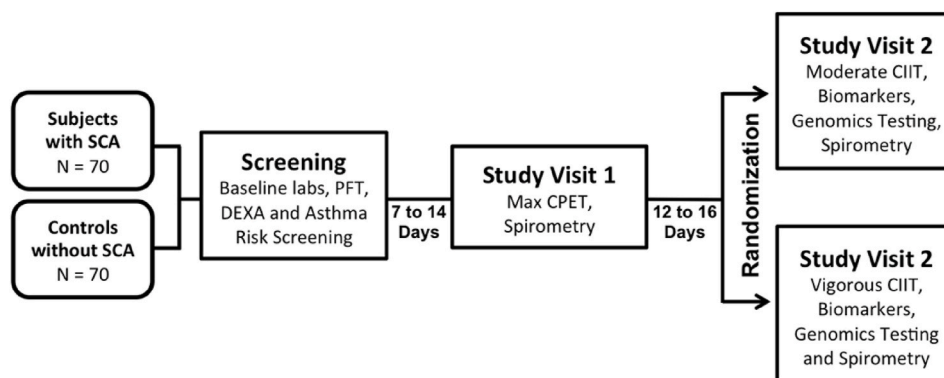 Subjects
with SCA
N = 70
Controls
without SCA
N = 70
Screening
Baseline labs, PFT,
DEXA and Asthma
Risk Screening
7 to 14
Days
Study Visit 1
Max CPET,
Spirometry
12 to 16
Days
Randomization
Study Visit 2
Moderate CIIT,
Biomarkers,
Genomics Testing,
Spirometry
Study Visit 2
Vigorous CIIT,
Biomarkers,
Genomics Testing
and Spirometry